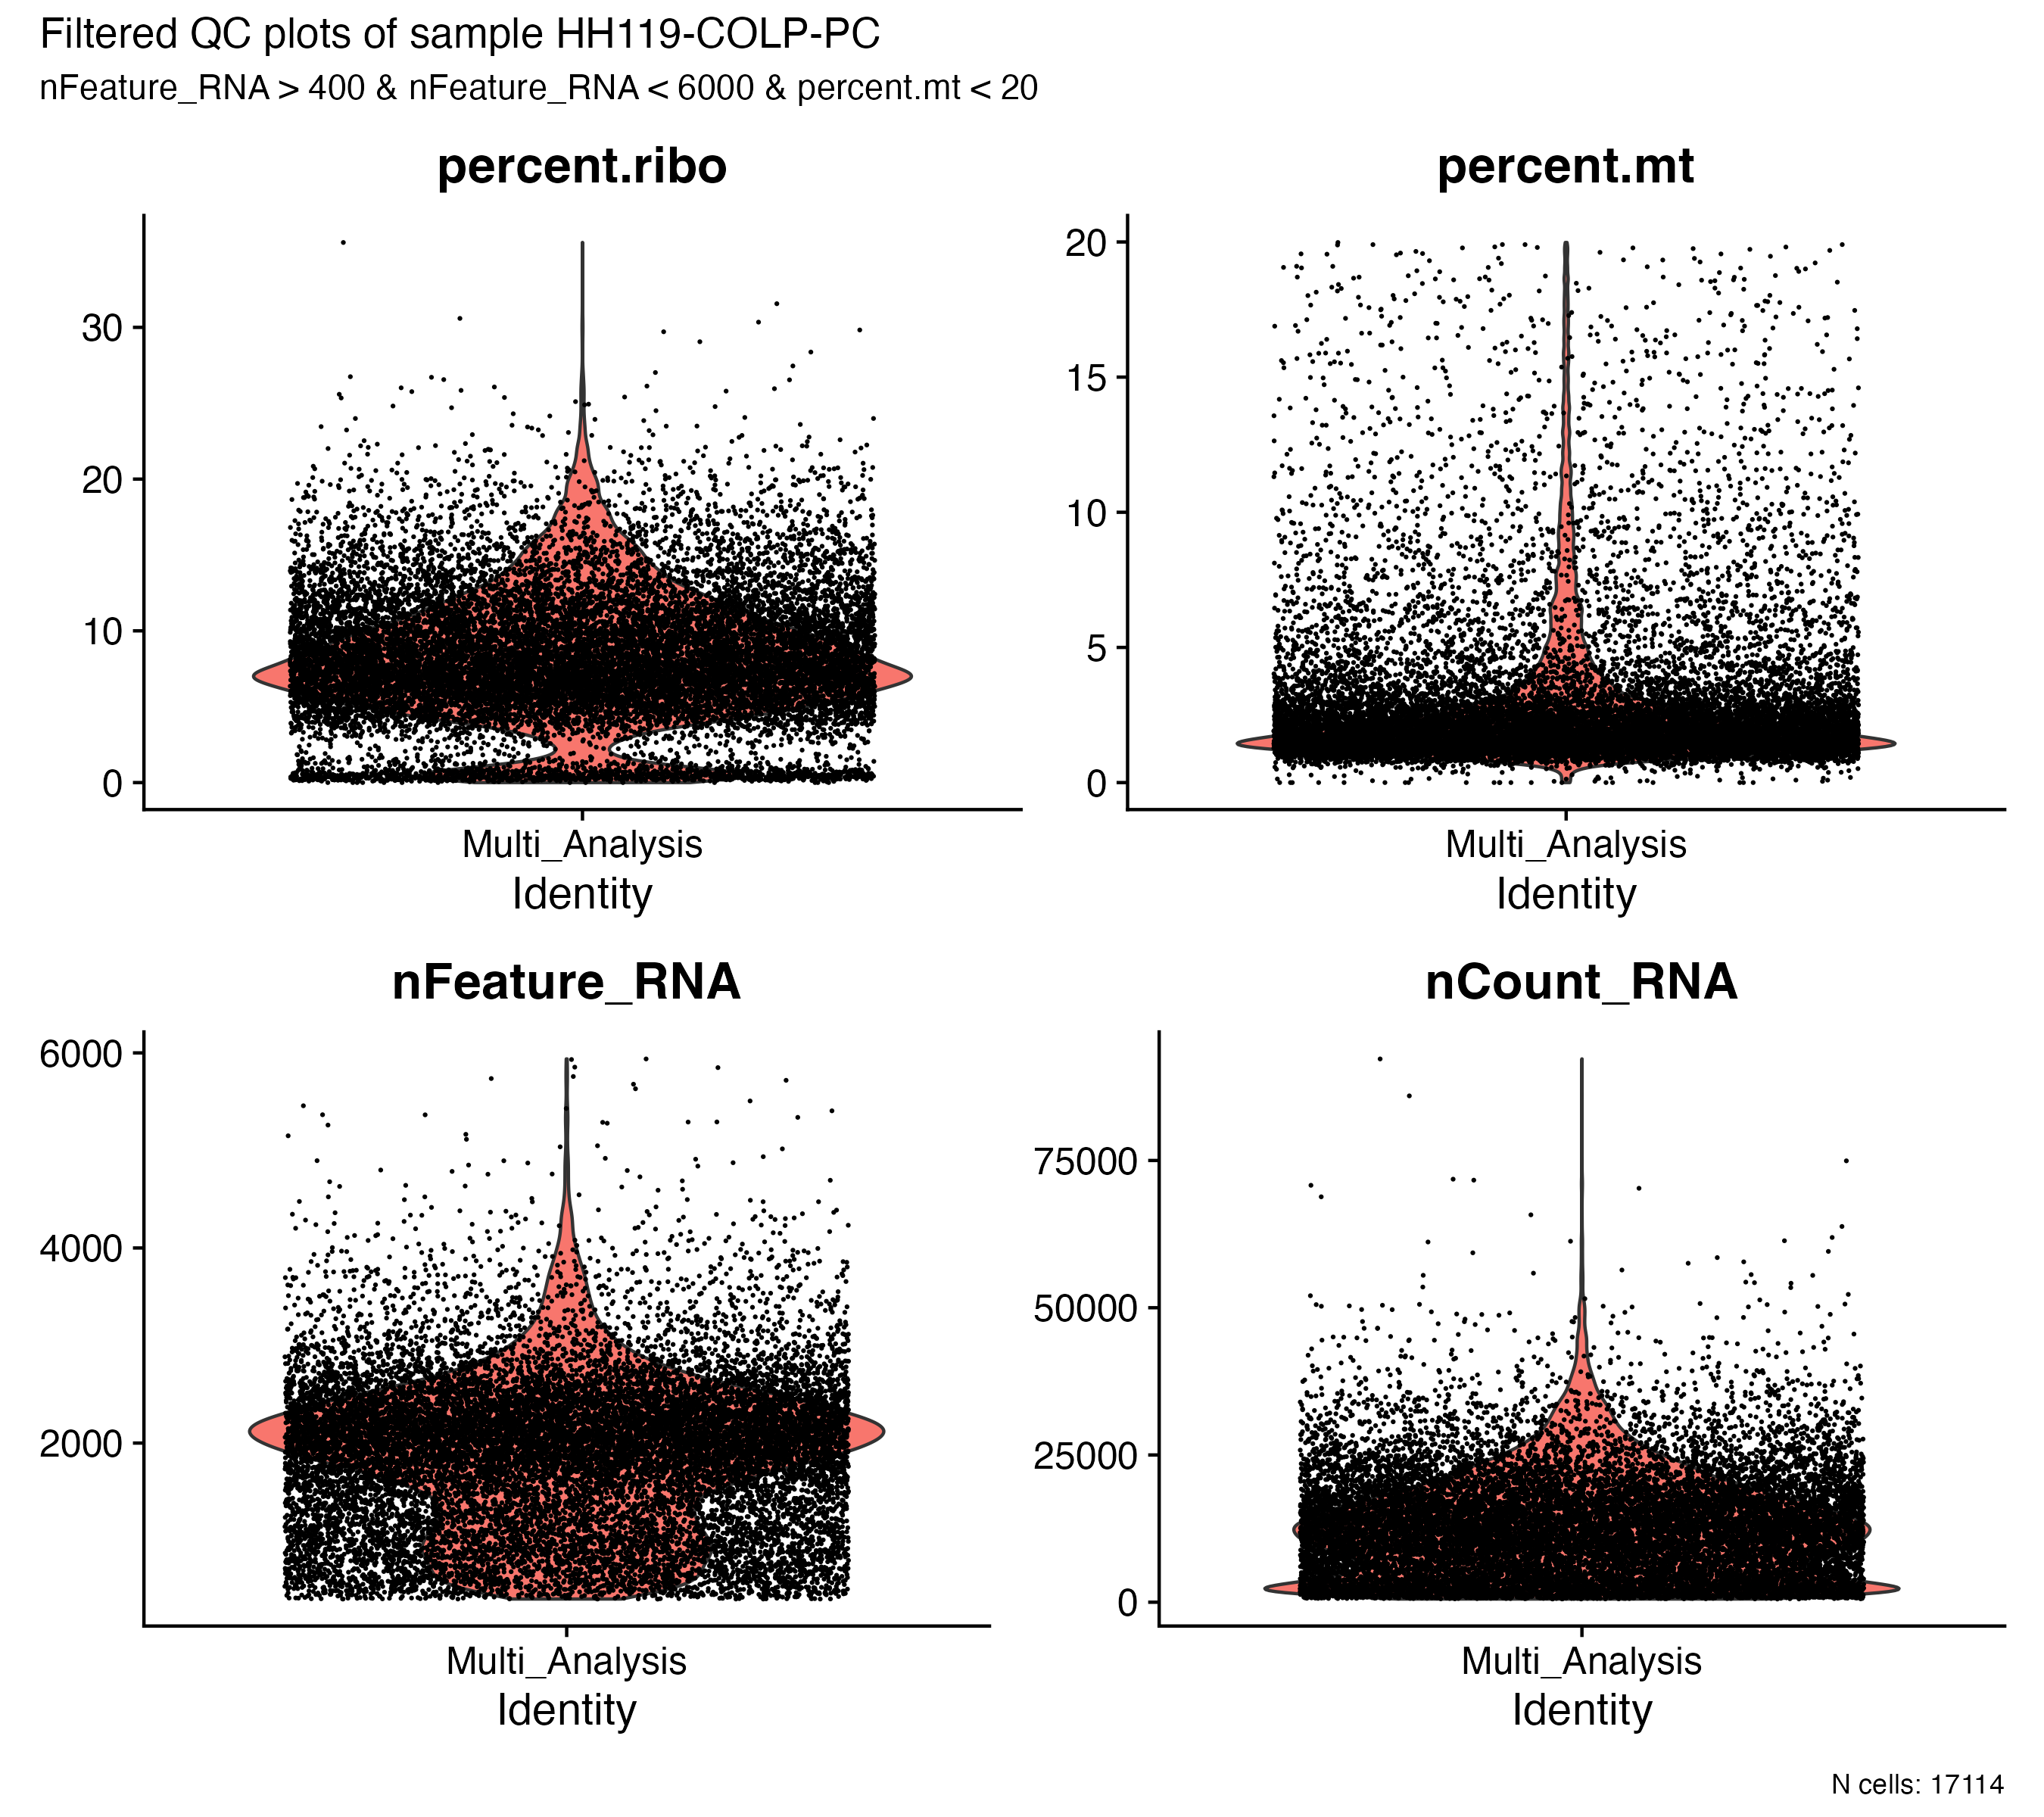 Filtered QC plots of sample HH119-COLP-PC
nFeature_RNA > 400 & nFeature_RNA < 6000 & percent.mt < 20
percent.ribo
30
20
10
0
Multi_Analysis
Identity
percent.mt
20
15
10
5
0
Multi_Analysis
Identity
nFeature_RNA
6000
4000
2000
Multi_Analysis
Identity
nCount_RNA
75000
50000
25000
0
Multi_Analysis
Identity
N cells: 17114